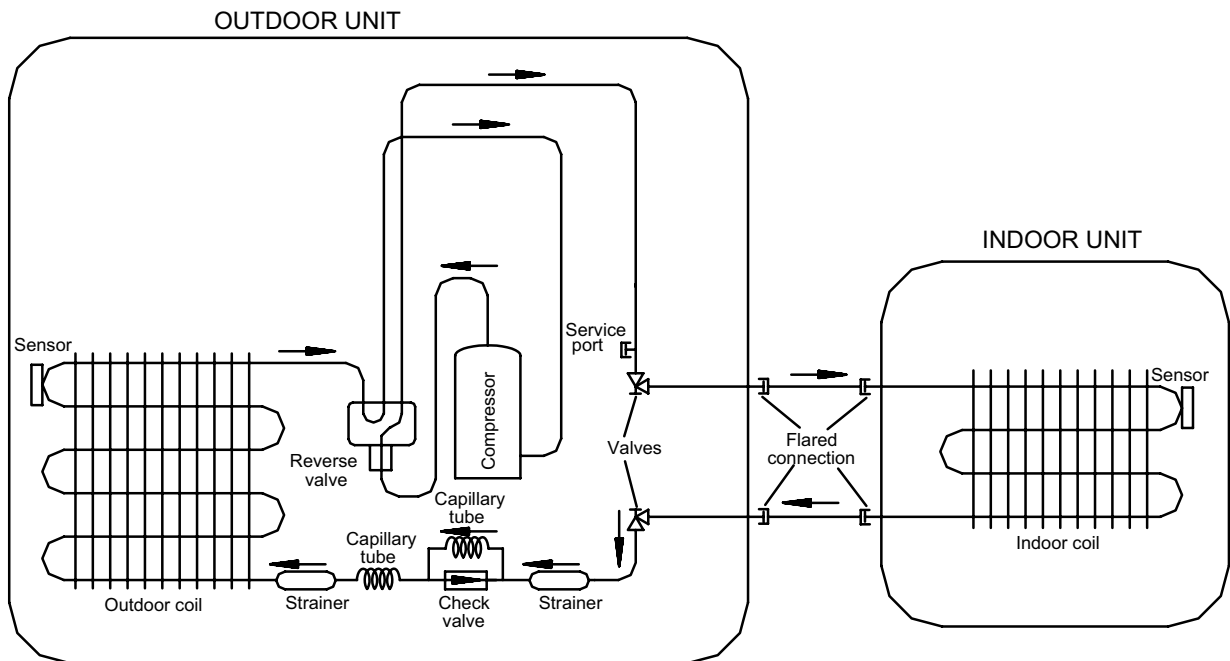 OUTDOOR UNIT
INDOOR UNIT
Sensor
Service
port
Sensor
Compressor
Reverse
valve
Valves
Flared
connection
Capillary
tube
Capillary
tube
Indoor coil
Outdoor coil
Strainer
Check
valve
Strainer